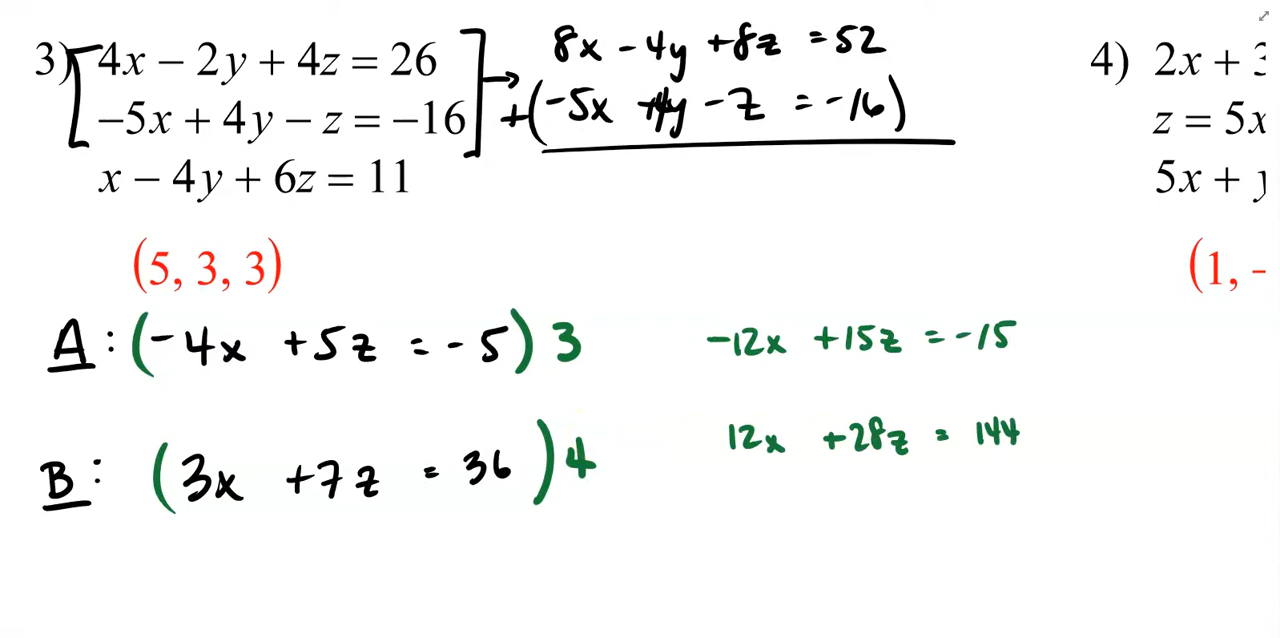 3) 4x − 2y + 4z = 26
−5x + 4y − z = −16
x − 4y + 6z = 11
(5, 3, 3)
8x - 4y + 8z = 52
+(-5x +4y - z = -16)
4) 2x + 3
z = 5x
5x + y
(1, -
A: (-4x +5z = -5) 3
-12x +15z = -15
B: (3x +7z = 36) 4
12x +28z = 144